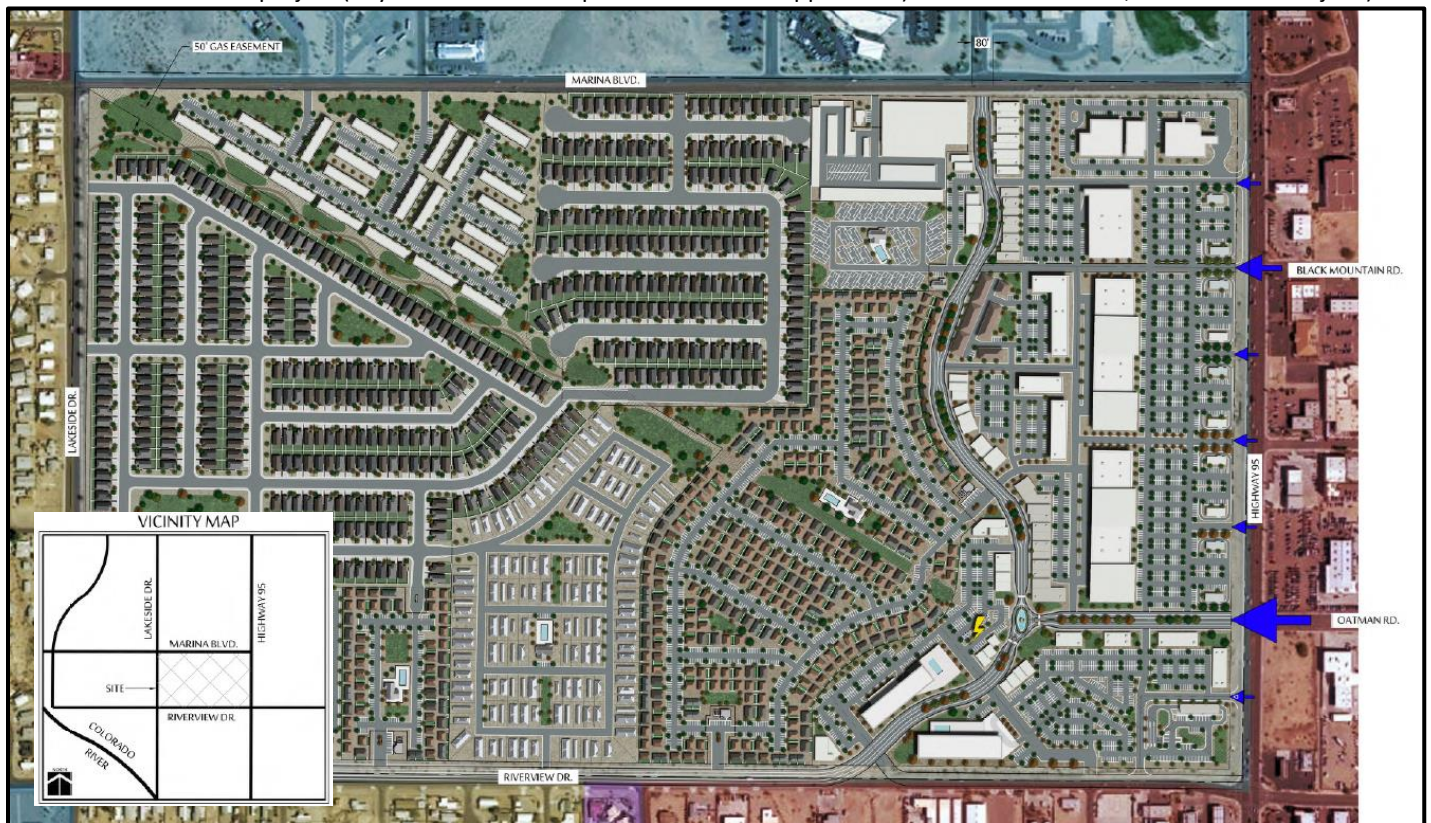 50' GAS EASEMENT
80'
MARINA BLVD.
BLACK MOUNTAIN RD.
LAKESIDE DR.
HIGHWAY 95
OATMAN RD.
RIVERVIEW DR.
VICINITY MAP
LAKESIDE DR.
HIGHWAY 95
MARINA BLVD.
SITE
RIVERVIEW DR.
COLORADO
RIVER
NORTH